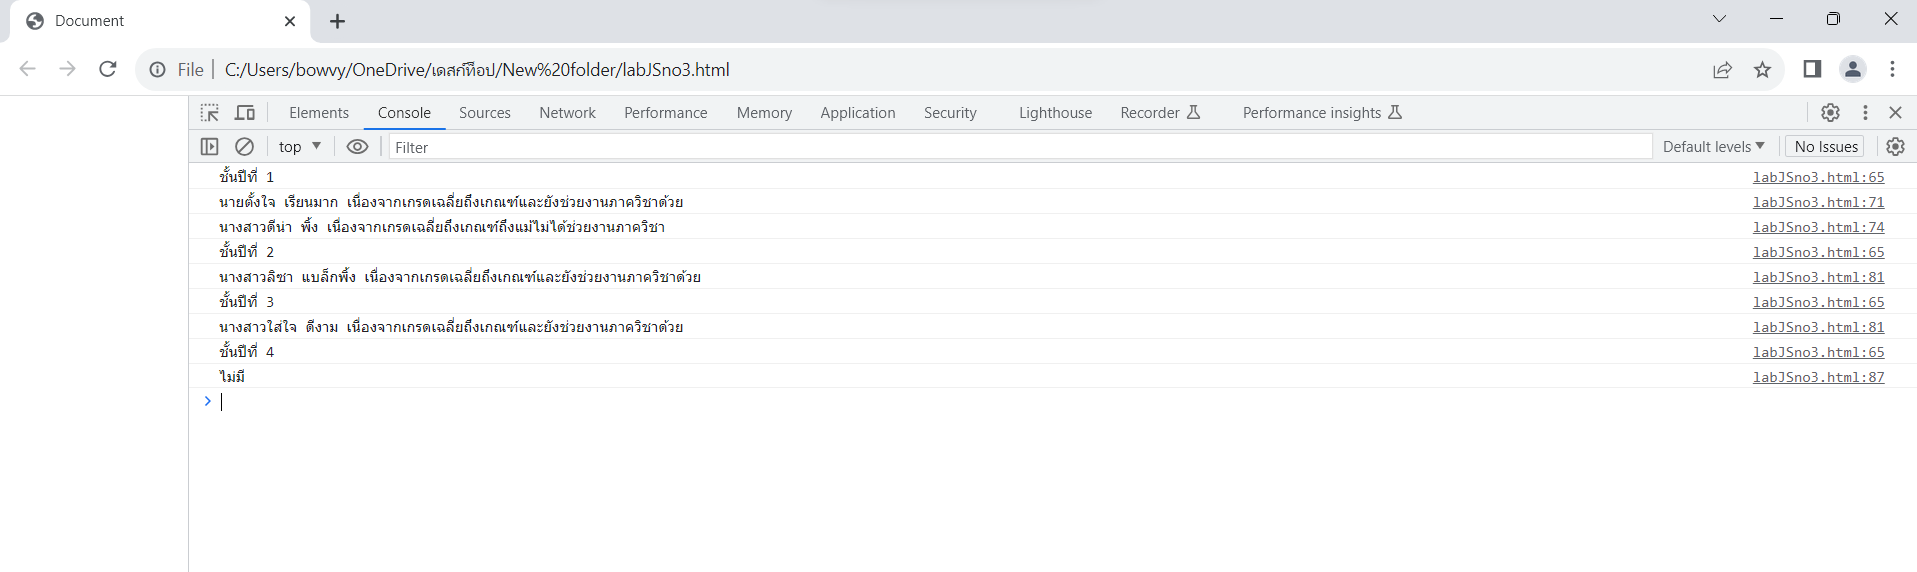 Document
File C:/Users/bowvy/OneDrive/เดสก์ท็อป/New%20folder/labJSno3.html
Elements Console Sources Network Performance Memory Application Security Lighthouse Recorder Performance insights
top Filter Default levels No Issues
ชั้นปีที่ 1 labJSno3.html:65
นายตั้งใจ เรียนมาก เนื่องจากเกรดเฉลี่ยถึงเกณฑ์และยังช่วยงานภาควิชาด้วย labJSno3.html:71
นางสาวดีน่า พิ้ง เนื่องจากเกรดเฉลี่ยถึงเกณฑ์ถึงแม้ไม่ได้ช่วยงานภาควิชา labJSno3.html:74
ชั้นปีที่ 2 labJSno3.html:65
นางสาวลิซา แบล็กพิ้ง เนื่องจากเกรดเฉลี่ยถึงเกณฑ์และยังช่วยงานภาควิชาด้วย labJSno3.html:81
ชั้นปีที่ 3 labJSno3.html:65
นางสาวใส่ใจ ดีงาม เนื่องจากเกรดเฉลี่ยถึงเกณฑ์และยังช่วยงานภาควิชาด้วย labJSno3.html:81
ชั้นปีที่ 4 labJSno3.html:65
ไม่มี labJSno3.html:87